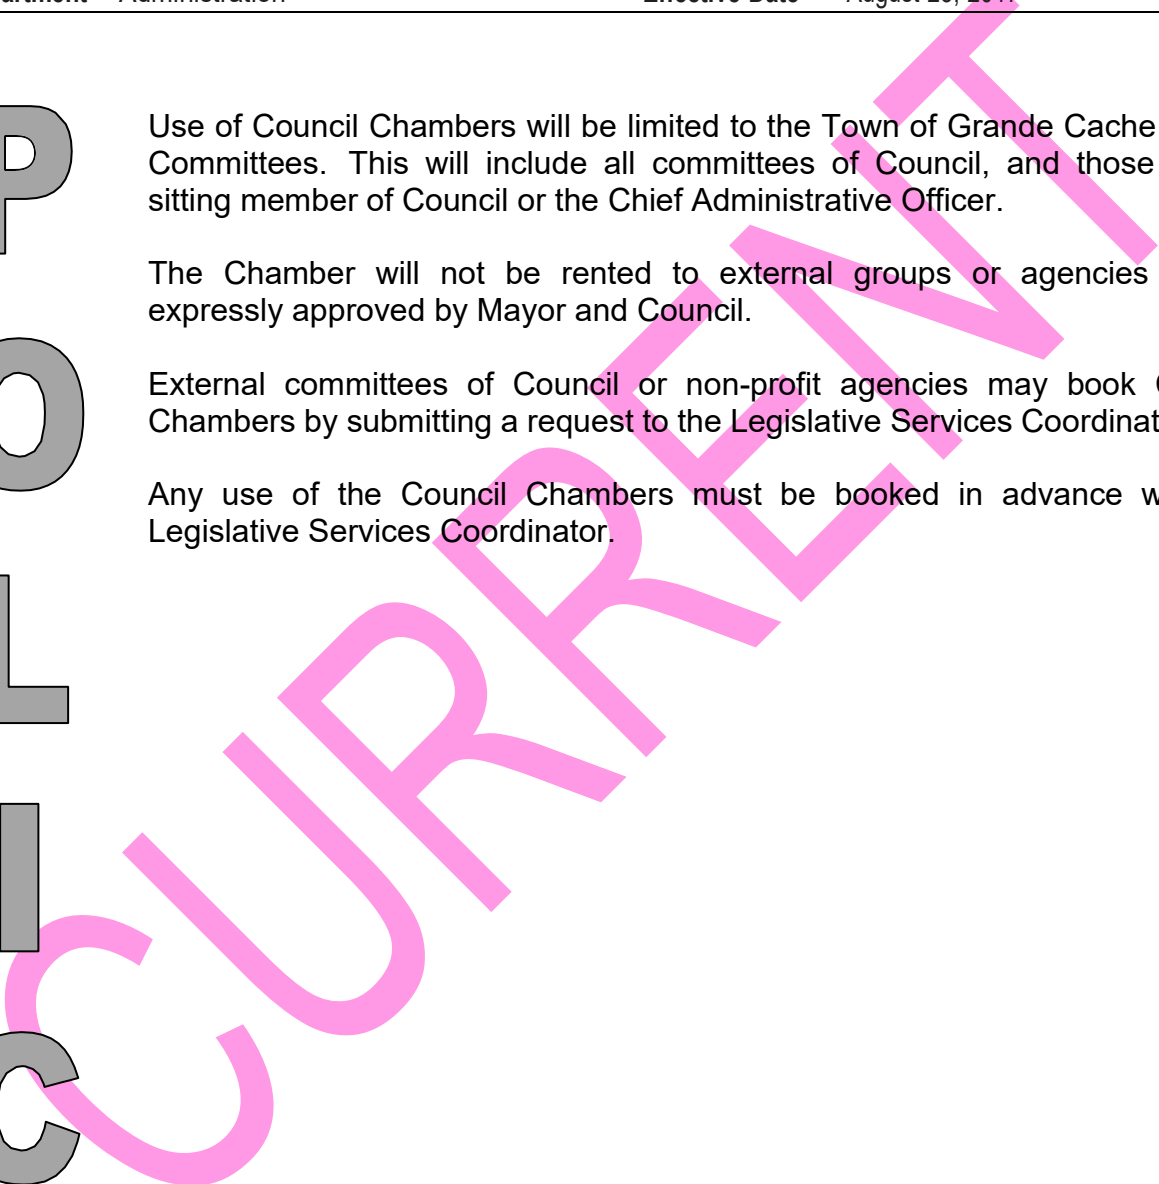 Administration
Use of Council Chambers will be limited to the Town of Grande Cache
Committees. This will include all committees of Council, and those
sitting member of Council or the Chief Administrative Officer.
The Chamber will not be rented to external groups or agencies
expressly approved by Mayor and Council.
External committees of Council or non-profit agencies may book
Chambers by submitting a request to the Legislative Services
Any use of the Council Chambers must be booked in advance
Legislative Services Coordinator.
P
O
L
I
C
CURRENT